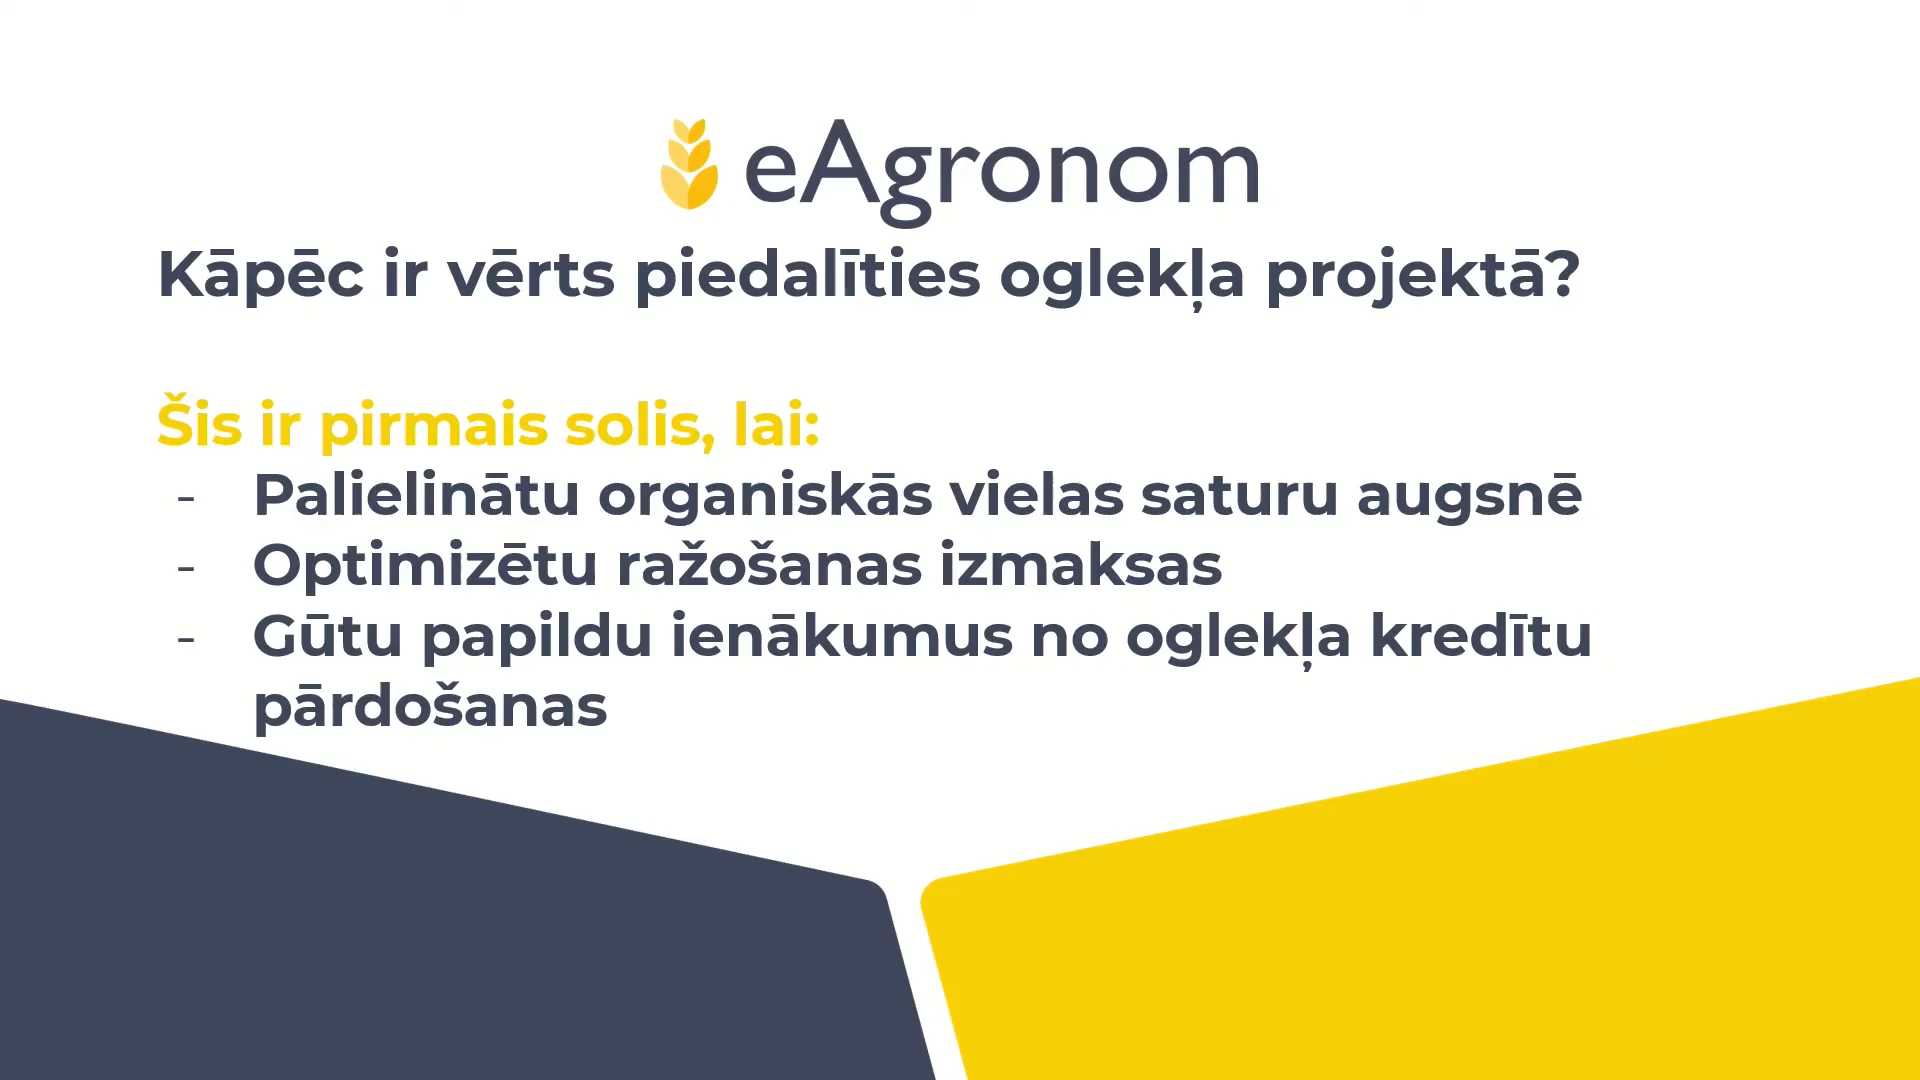 eAgronom
Kāpēc ir vērts piedalīties oglekļa projektā?
Šis ir pirmais solis, lai:
- Palielinātu organiskās vielas saturu augsnē
- Optimizētu ražošanas izmaksas
- Gūtu papildu ienākumus no oglekļa kredītu
pārdošanas